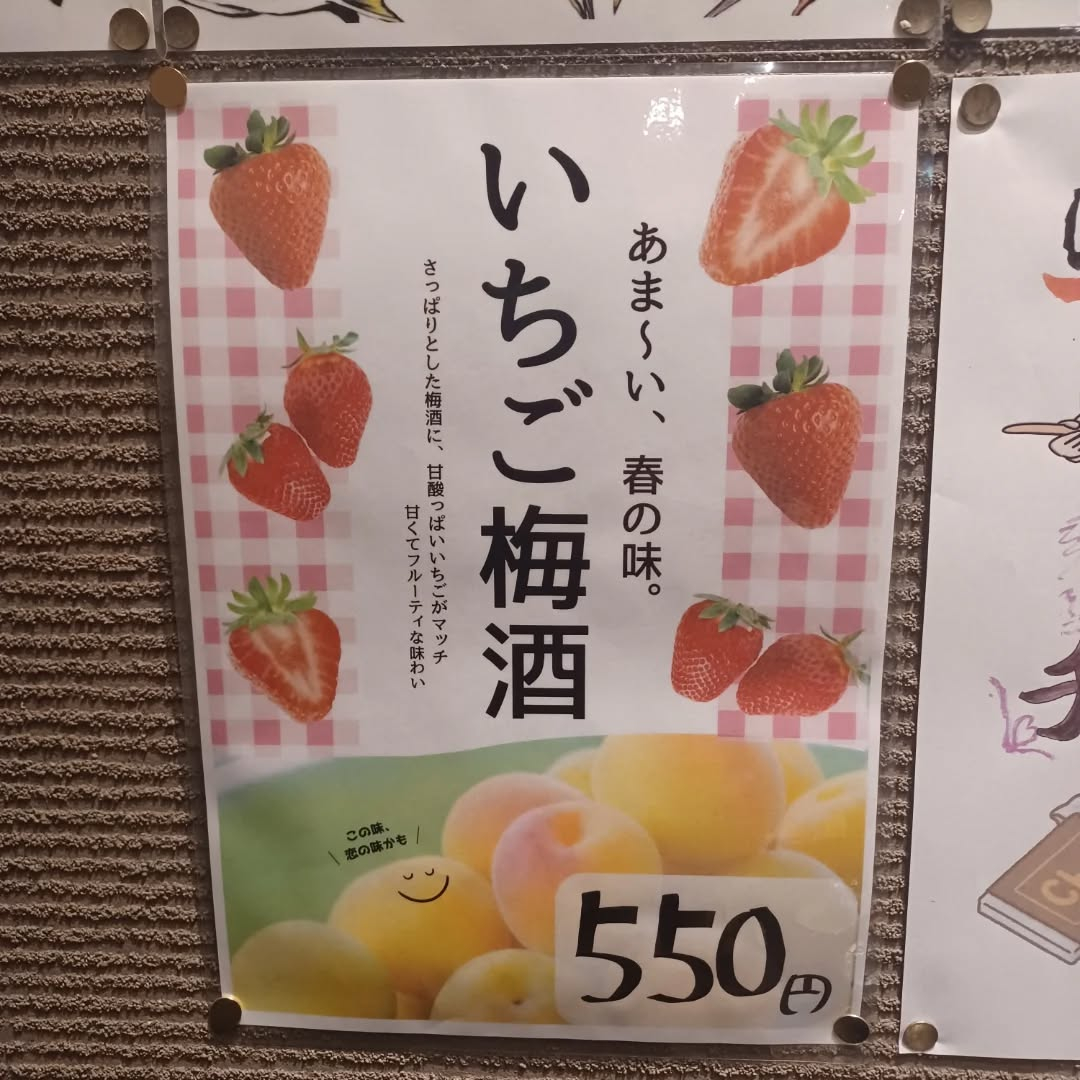 あま〜い、春の味。
いちご梅酒
さっぱりとした梅酒に、甘酸っぱいいちごがマッチ
甘くてフルーティな味わい
この味、
恋の味かも
550円